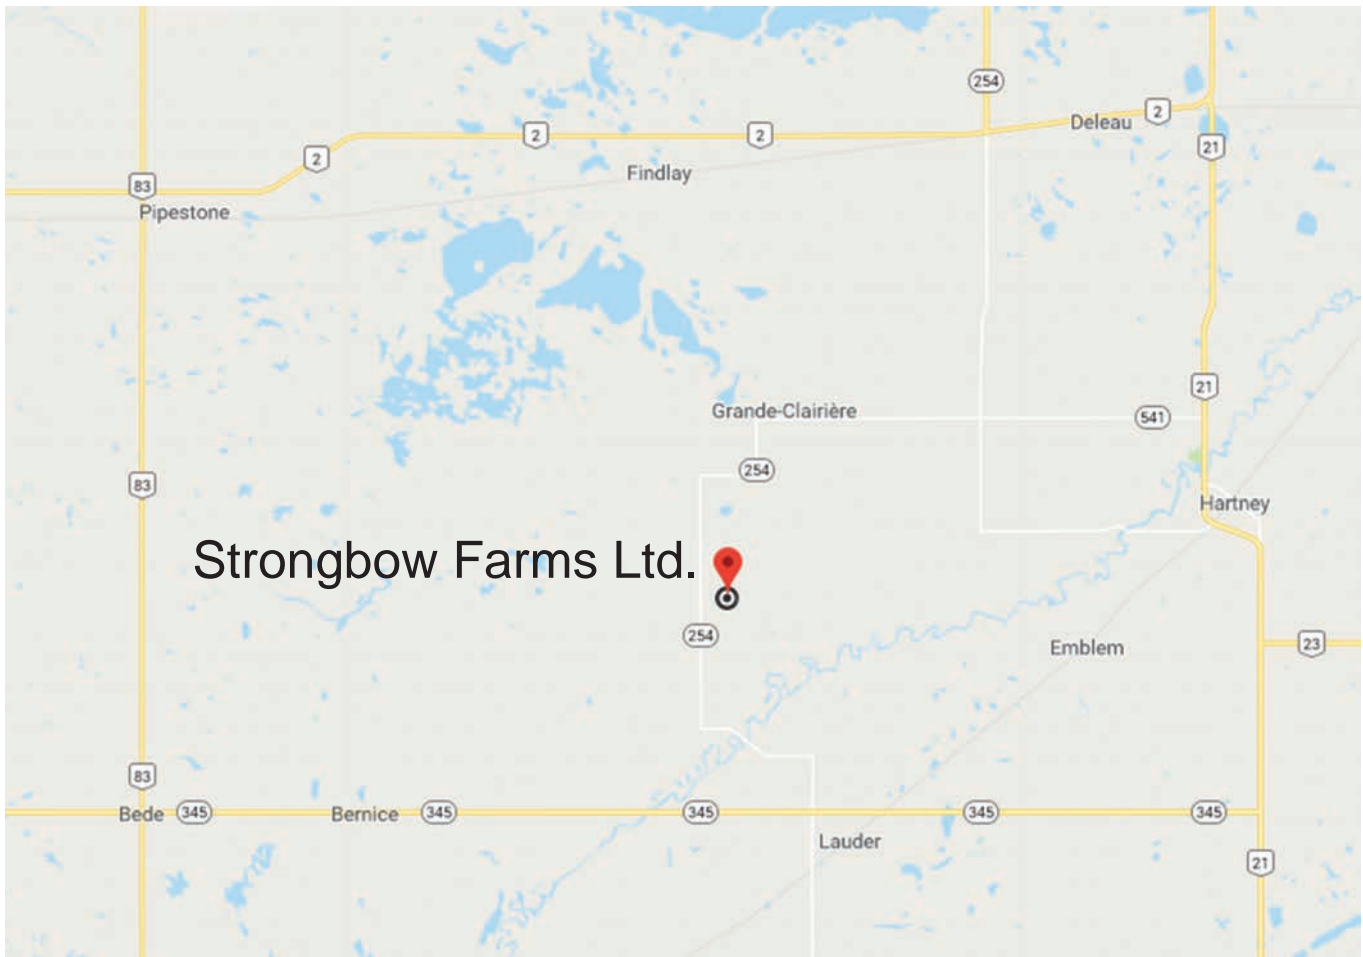 254
2
Deleau
2
2
21
2
Findlay
83
Pipestone
21
Grande-Clairière
541
254
83
Hartney
Strongbow Farms Ltd.
254
Emblem
23
83
Bede
345
Bernice
345
345
345
345
Lauder
21